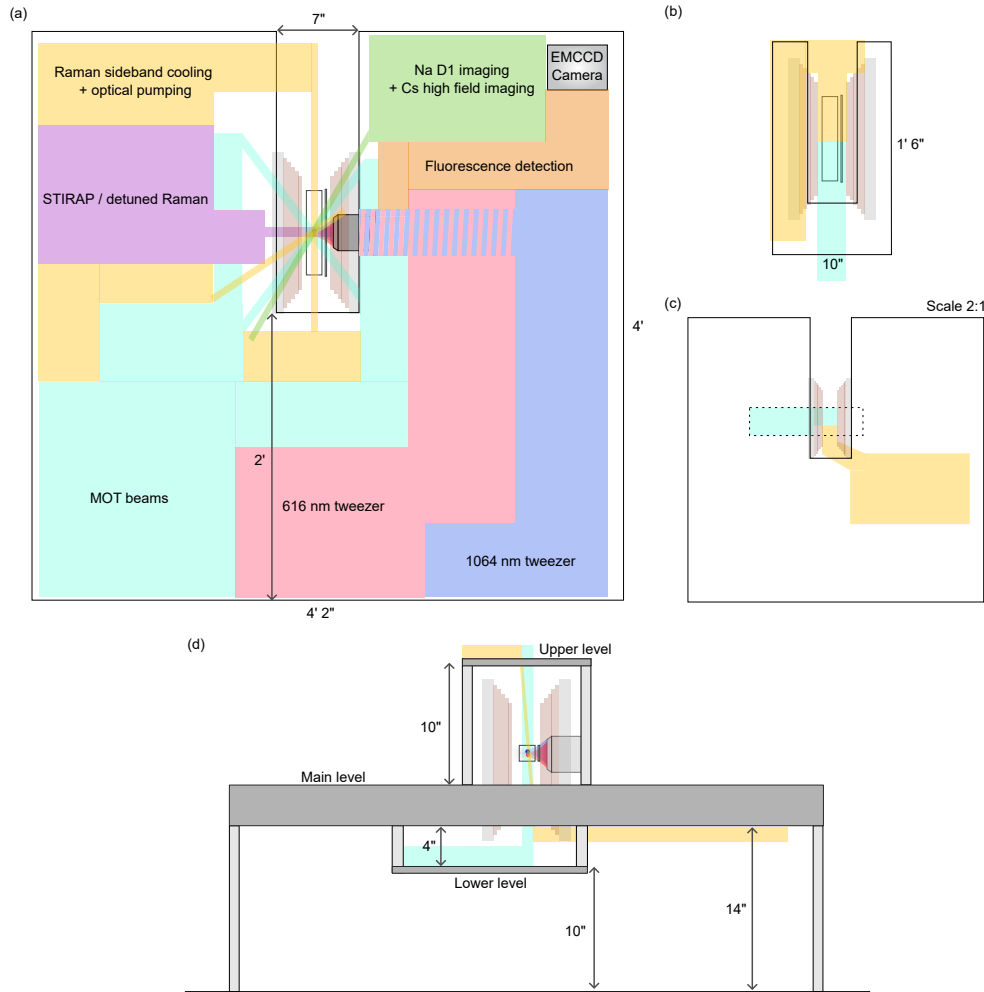 (a)
7"
Raman sideband cooling
+ optical pumping
Na D1 imaging
+ Cs high field imaging
EMCCD
Camera
STIRAP / detuned Raman
Fluorescence detection
4'
2'
MOT beams
616 nm tweezer
1064 nm tweezer
4' 2"
(b)
1' 6"
10"
(c)
Scale 2:1
(d)
Upper level
10"
Main level
4"
Lower level
10"
14"